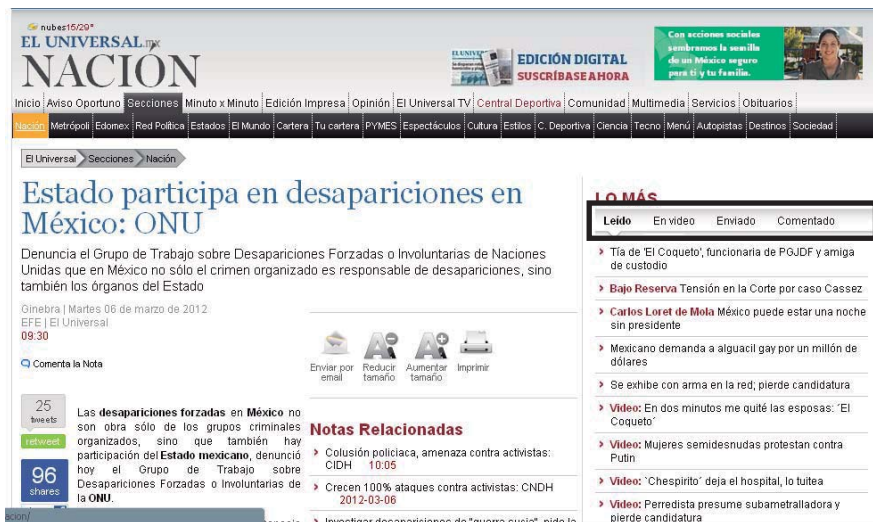 nubes15/29°
EL UNIVERSAL.mx
NACIÓN
EDICIÓN DIGITAL
SUSCRÍBASE AHORA
Con acciones sociales
sembramos la semilla
de un México seguro
para ti y tu familia.
Inicio Aviso Oportuno Secciones Minuto x Minuto Edición Impresa Opinión El Universal TV Central Deportiva Comunidad Multimedia Servicios Obituarios
Nación Metrópoli Edomex Red Política Estados El Mundo Cartera Tu cartera PYMES Espectáculos Cultura Estilos C. Deportiva Ciencia Tecno Menú Autopistas Destinos Sociedad
El Universal Secciones Nación
Estado participa en desapariciones en
México: ONU
Denuncia el Grupo de Trabajo sobre Desapariciones Forzadas o Involuntarias de Naciones
Unidas que en México no sólo el crimen organizado es responsable de desapariciones, sino
también los órganos del Estado
Ginebra | Martes 06 de marzo de 2012
EFE | El Universal
09:30
Comenta la Nota
Enviar por
email
Reducir
tamaño
Aumentar
tamaño
Imprimir
25
tweets
retweet
96
shares
Las desapariciones forzadas en México no
son obra sólo de los grupos criminales
organizados, sino que también hay
participación del Estado mexicano, denunció
hoy el Grupo de Trabajo sobre
Desapariciones Forzadas o Involuntarias de
la ONU.
Notas Relacionadas
Colusión policiaca, amenaza contra activistas:
CIDH 10:05
Crecen 100% ataques contra activistas: CNDH
2012-03-06
Investigar desapariciones de "guerra sucia", pide la
LO MÁS
Leído En video Enviado Comentado
Tía de 'El Coqueto', funcionaria de PGJDF y amiga
de custodio
Bajo Reserva Tensión en la Corte por caso Cassez
Carlos Loret de Mola México puede estar una noche
sin presidente
Mexicano demanda a alguacil gay por un millón de
dólares
Se exhibe con arma en la red; pierde candidatura
Video: En dos minutos me quité las esposas: ´El
Coqueto´
Video: Mujeres semidesnudas protestan contra
Putin
Video: `Chespirito´ deja el hospital, lo tuitea
Video: Perredista presume subametralladora y
pierde candidatura
acion/